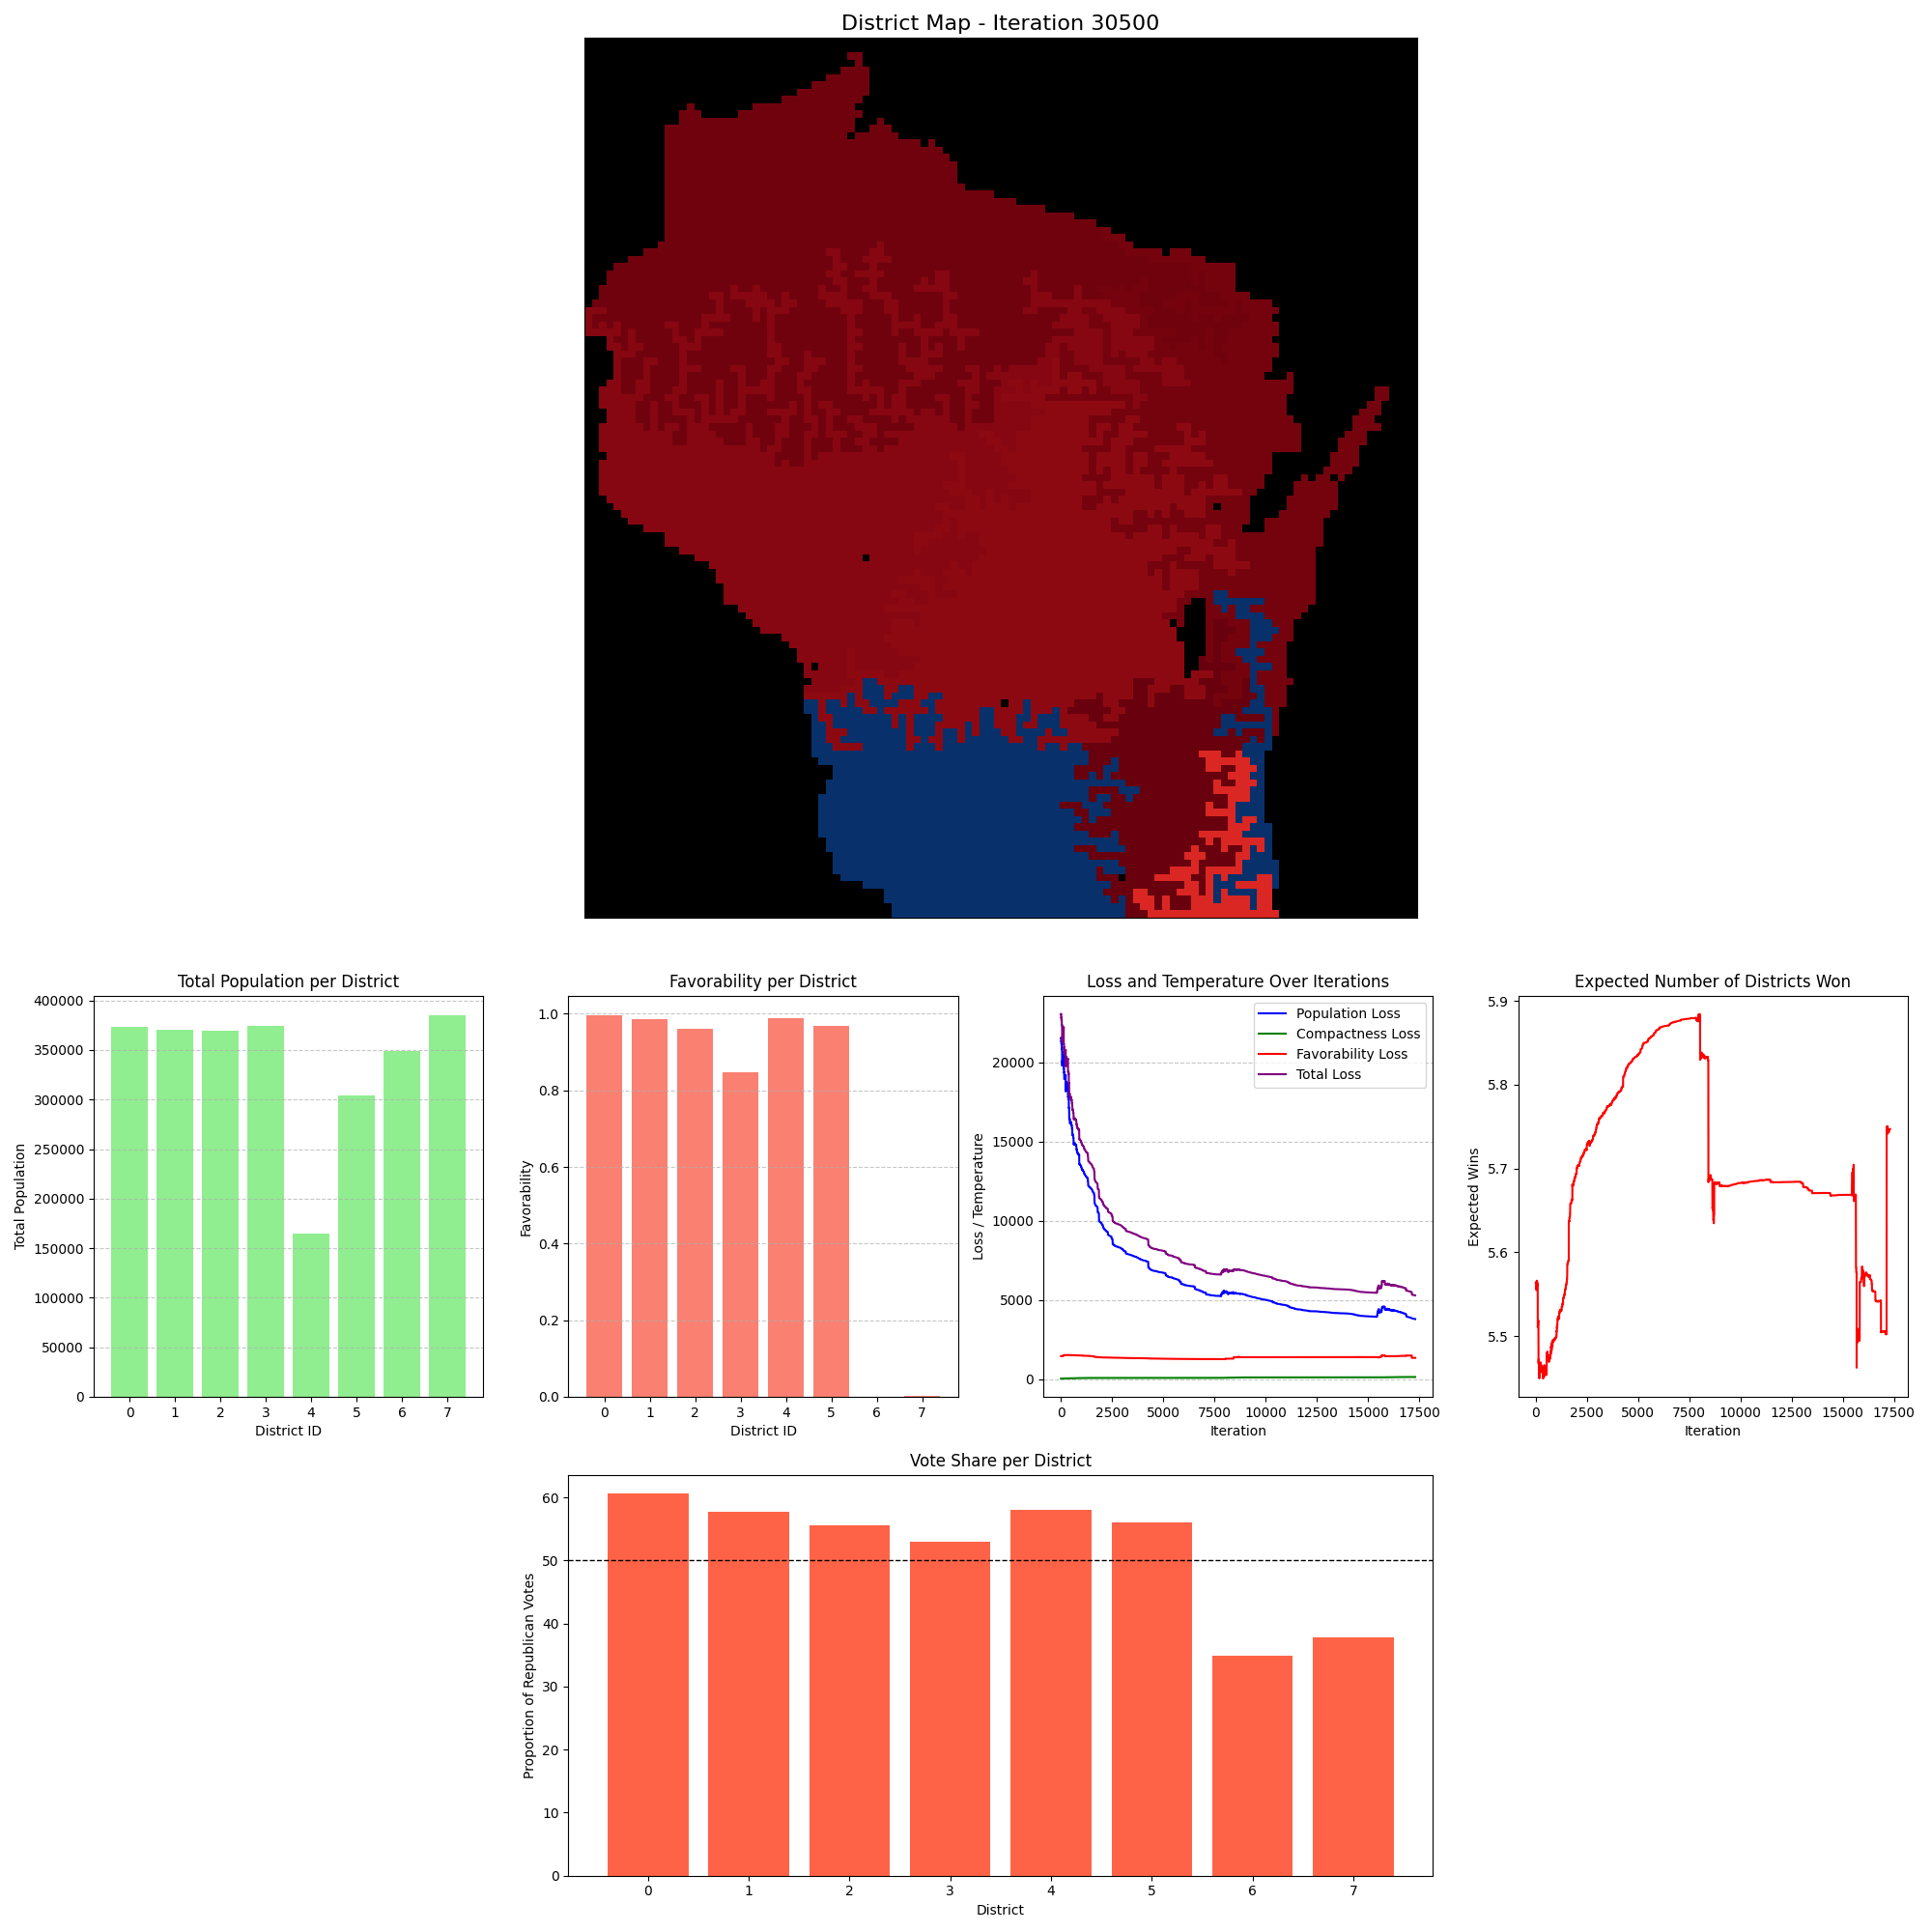 District Map - Iteration 30500
Total Population per District
Total Population
400000
350000
300000
250000
200000
150000
100000
50000
0
0 1 2 3 4 5 6 7
District ID
Favorability per District
Favorability
1.0
0.8
0.6
0.4
0.2
0.0
0 1 2 3 4 5 6 7
District ID
Loss and Temperature Over Iterations
Loss / Temperature
20000
15000
10000
5000
0
Population Loss
Compactness Loss
Favorability Loss
Total Loss
0 2500 5000 7500 10000 12500 15000 17500
Iteration
Expected Number of Districts Won
Expected Wins
5.9
5.8
5.7
5.6
5.5
0 2500 5000 7500 10000 12500 15000 17500
Iteration
Vote Share per District
Proportion of Republican Votes
60
50
40
30
20
10
0
0 1 2 3 4 5 6 7
District